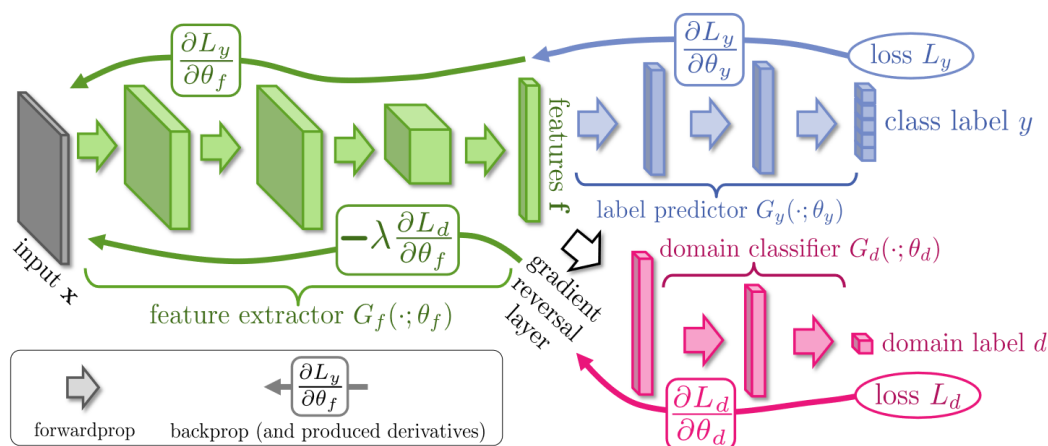 ∂L_y/∂θ_f
∂L_y/∂θ_y
loss L_y
features f
class label y
label predictor G_y(·; θ_y)
−λ ∂L_d/∂θ_f
input x
feature extractor G_f(·; θ_f)
gradient
reversal
layer
domain classifier G_d(·; θ_d)
domain label d
∂L_d/∂θ_d
loss L_d
forwardprop
∂L_y/∂θ_f
backprop (and produced derivatives)